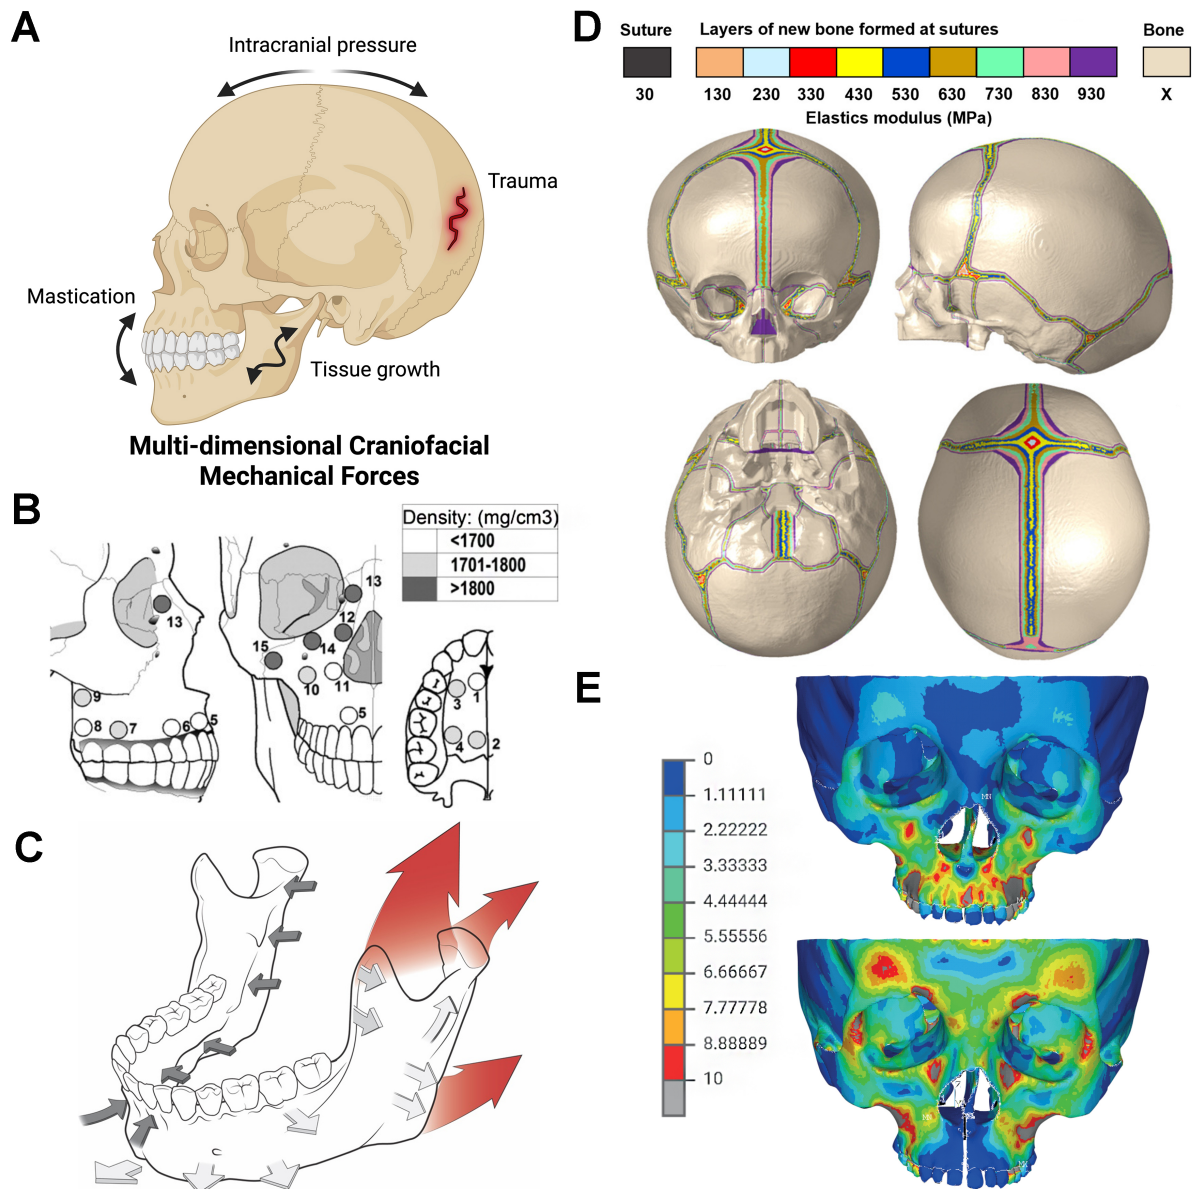 A
Intracranial pressure
Trauma
Mastication
Tissue growth
Multi-dimensional Craniofacial
Mechanical Forces
B
Density: (mg/cm3)
<1700
1701-1800
>1800
13
13
12
15
14
10
11
5
9
8
7
6
5
1
3
4
2
C
D
Suture
Layers of new bone formed at sutures
Bone
30
130
230
330
430
530
630
730
830
930
X
Elastics modulus (MPa)
E
0
1.11111
2.22222
3.33333
4.44444
5.55556
6.66667
7.77778
8.88889
10
MN